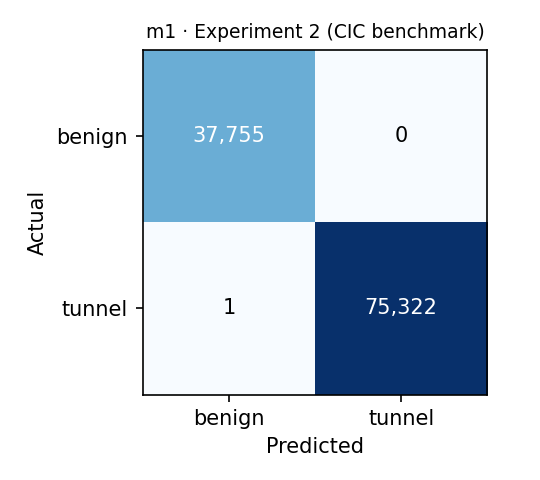 m1 · Experiment 2 (CIC benchmark)
benign
37,755
0
Actual
tunnel
1
75,322
benign
tunnel
Predicted